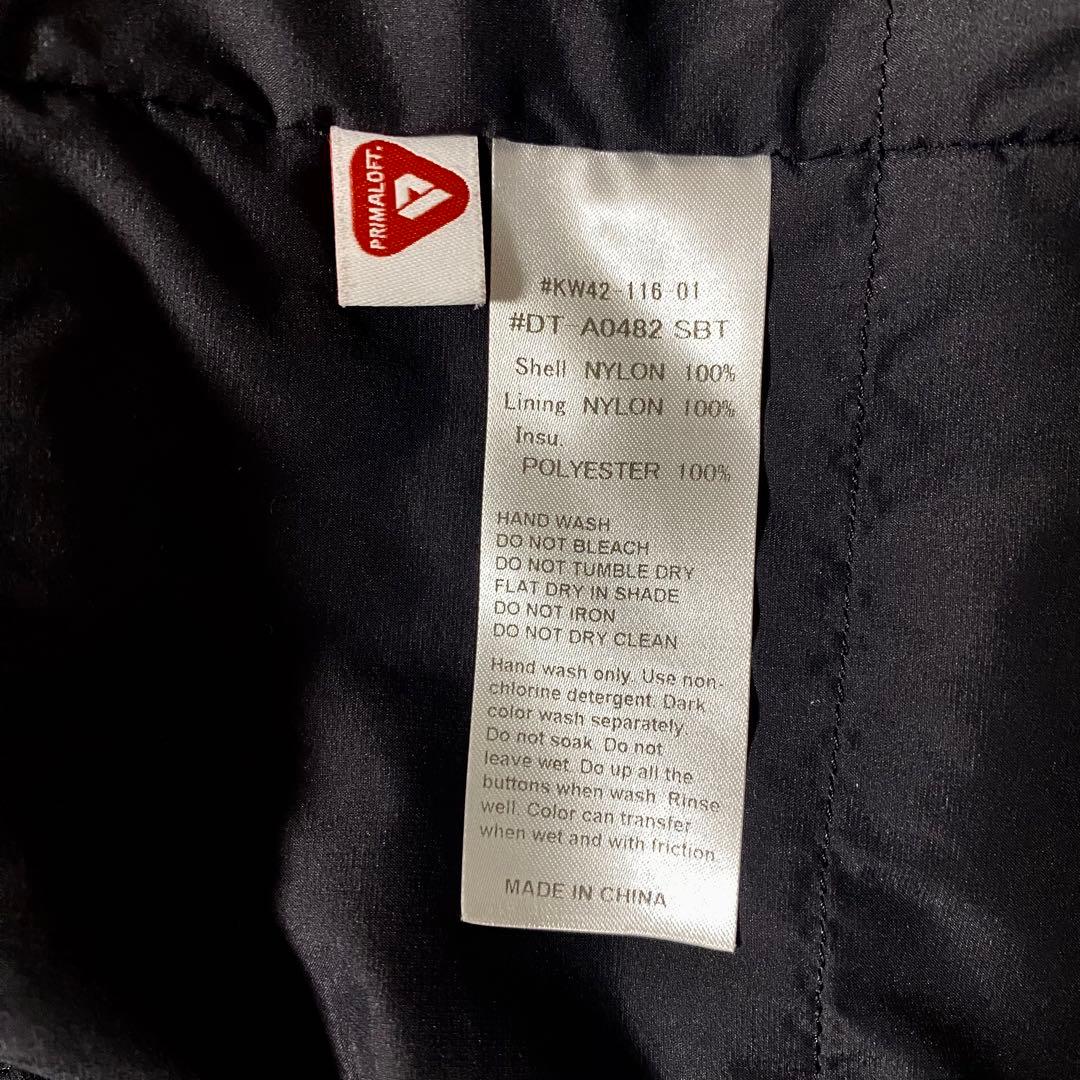 PRIMALOFT.
#KW42-116 01
#DT-A0482 SBT
Shell NYLON 100%
Lining NYLON 100%
Insu.
POLYESTER 100%
HAND WASH
DO NOT BLEACH
DO NOT TUMBLE DRY
FLAT DRY IN SHADE
DO NOT IRON
DO NOT DRY CLEAN
Hand wash only. Use non-
chlorine detergent. Dark
color wash separately.
Do not soak. Do not
leave wet. Do up all the
buttons when wash. Rinse
well. Color can transfer
when wet and with friction.
MADE IN CHINA